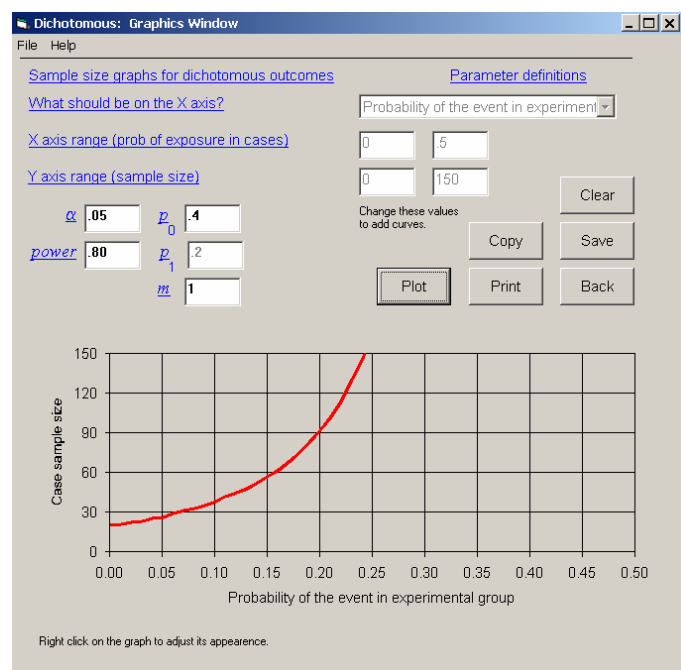 Dichotomous: Graphics Window
File Help
Sample size graphs for dichotomous outcomes
Parameter definitions
What should be on the X axis?
Probability of the event in experiment
X axis range (prob of exposure in cases)
0 .5
Y axis range (sample size)
0 150
Change these values
to add curves.
α .05 p0 .4
power .80 p1 .2
m 1
Clear
Copy Save
Plot Print Back
Case sample size
150
120
90
60
30
0
0.00 0.05 0.10 0.15 0.20 0.25 0.30 0.35 0.40 0.45 0.50
Probability of the event in experimental group
Right click on the graph to adjust its appearence.